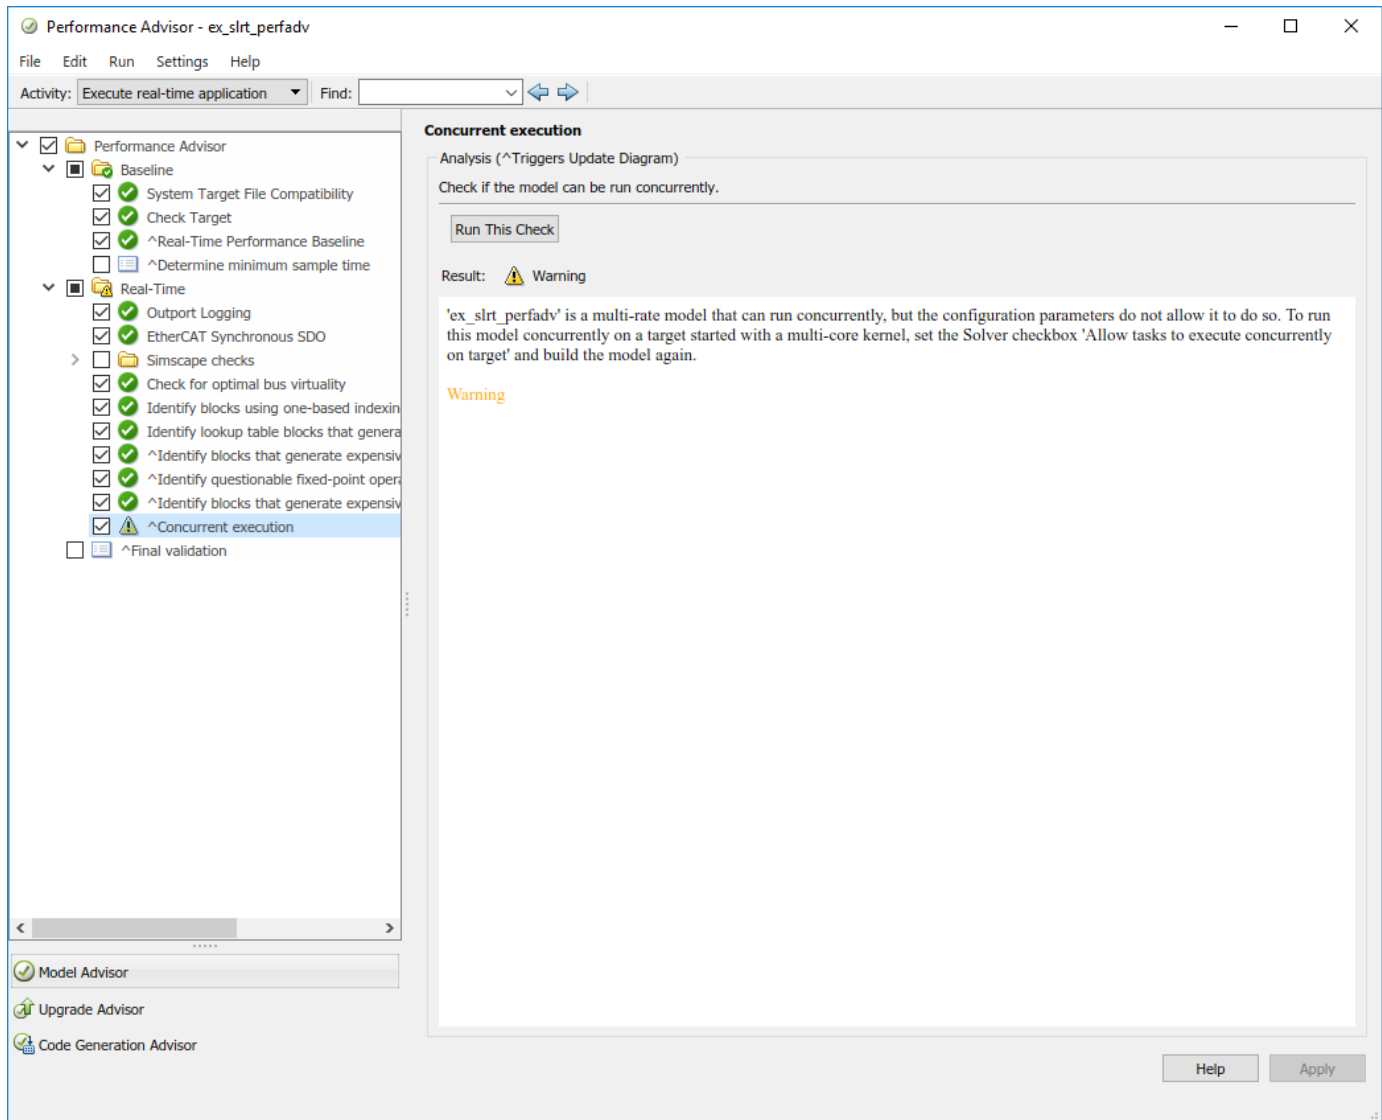 Performance Advisor - ex_slrt_perfadv
File Edit Run Settings Help
Activity: Execute real-time application Find:
Performance Advisor
Baseline
System Target File Compatibility
Check Target
^Real-Time Performance Baseline
^Determine minimum sample time
Real-Time
Outport Logging
EtherCAT Synchronous SDO
Simscape checks
Check for optimal bus virtuality
Identify blocks using one-based indexin
Identify lookup table blocks that genera
^Identify blocks that generate expensiv
^Identify questionable fixed-point opera
^Identify blocks that generate expensiv
^Concurrent execution
^Final validation
Model Advisor
Upgrade Advisor
Code Generation Advisor
Concurrent execution
Analysis (^Triggers Update Diagram)
Check if the model can be run concurrently.
Run This Check
Result: Warning
'ex_slrt_perfadv' is a multi-rate model that can run concurrently, but the configuration parameters do not allow it to do so. To run
this model concurrently on a target started with a multi-core kernel, set the Solver checkbox 'Allow tasks to execute concurrently
on target' and build the model again.
Warning
Help Apply